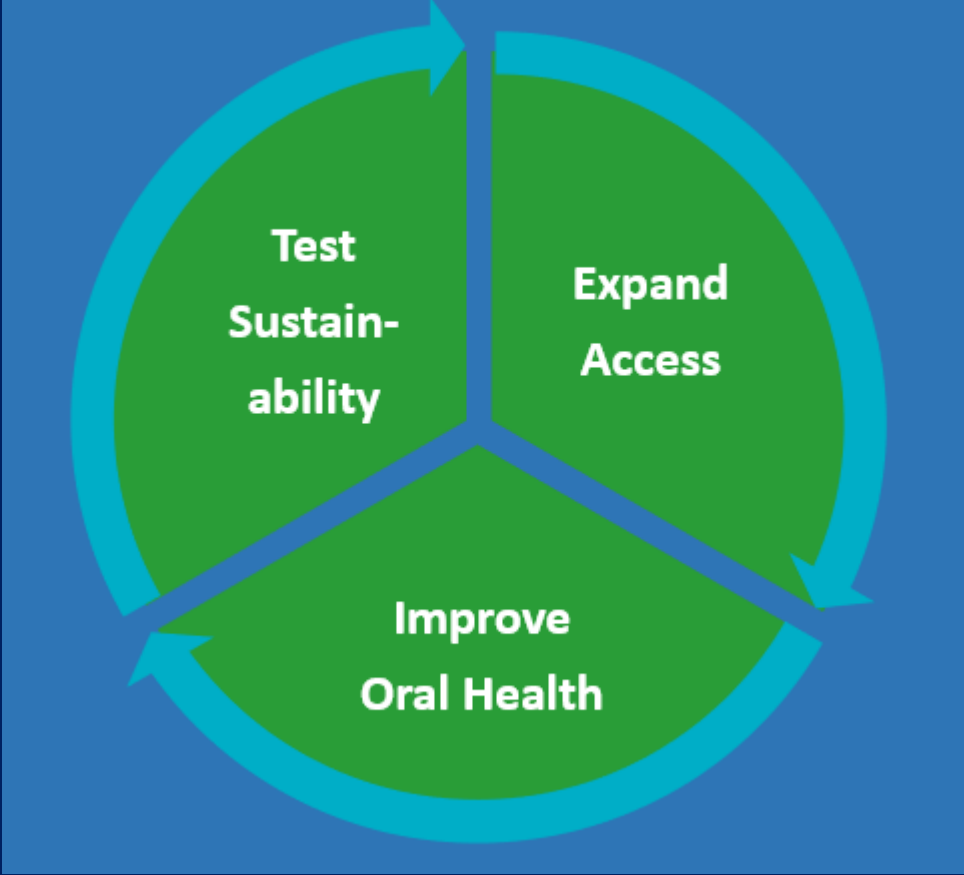 Test
Sustain-
ability
Expand
Access
Improve
Oral Health